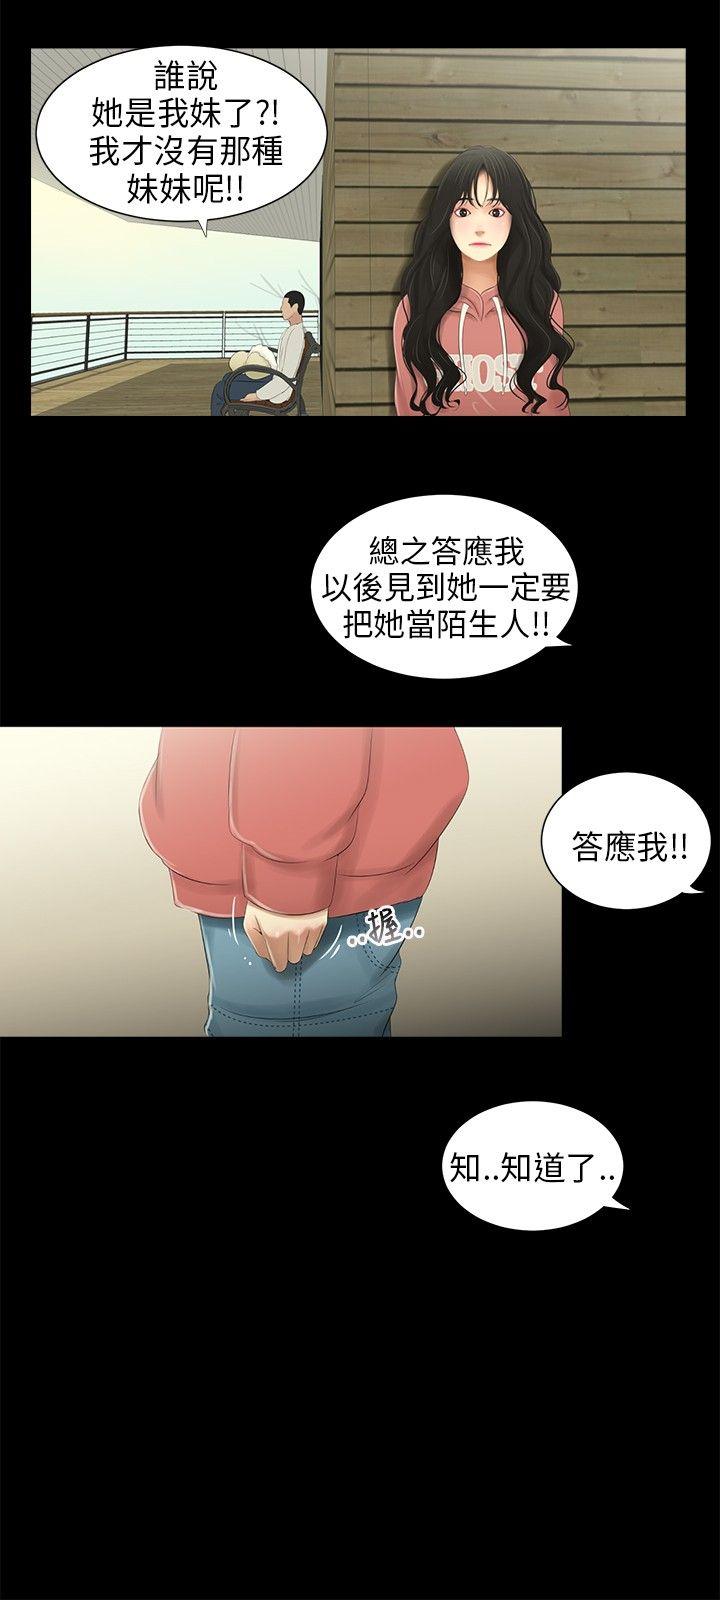 誰說
她是我妹了?!
我才沒有那種
妹妹呢!!
總之答應我
以後見到她一定要
把她當陌生人!!
答應我!!
..握..
知..知道了..